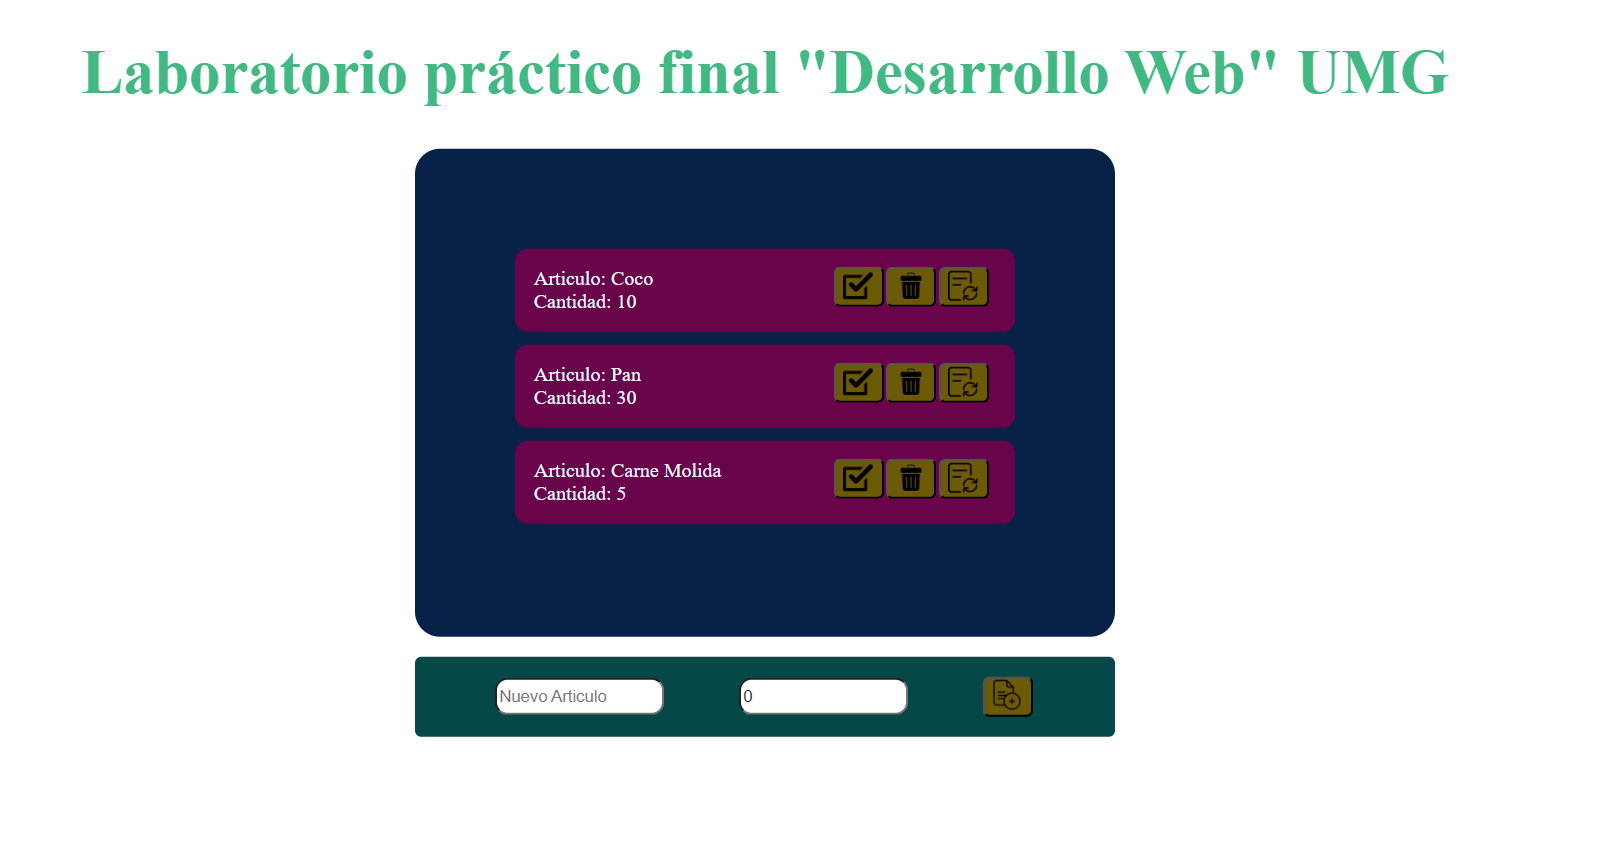 Laboratorio práctico final "Desarrollo Web" UMG
Articulo: Coco
Cantidad: 10
Articulo: Pan
Cantidad: 30
Articulo: Carne Molida
Cantidad: 5
Nuevo Articulo 0